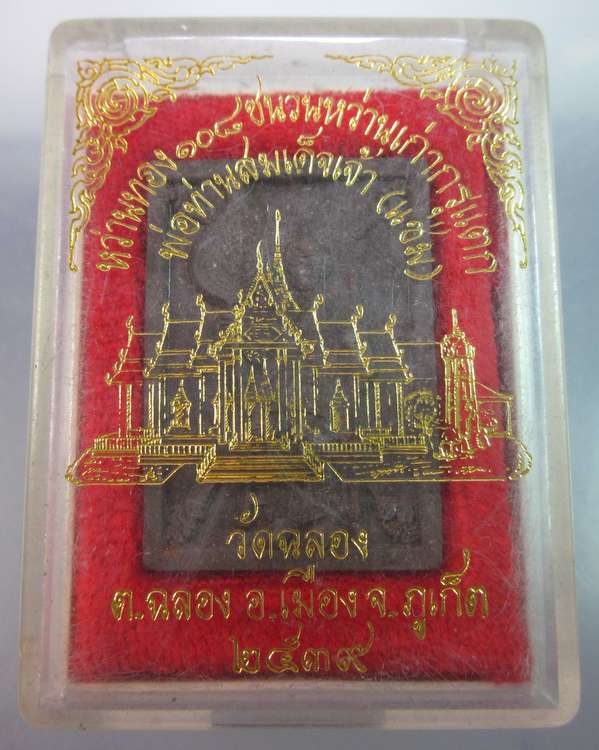 หว่านทอง๑๐๘ ชนวนหว่านเก่ากรุแตก
พ่อท่านสมเด็จเจ้า (แอม)
วัดฉลอง
ต.ฉลอง อ.เมือง จ.ภูเก็ต
๒๕๓๙